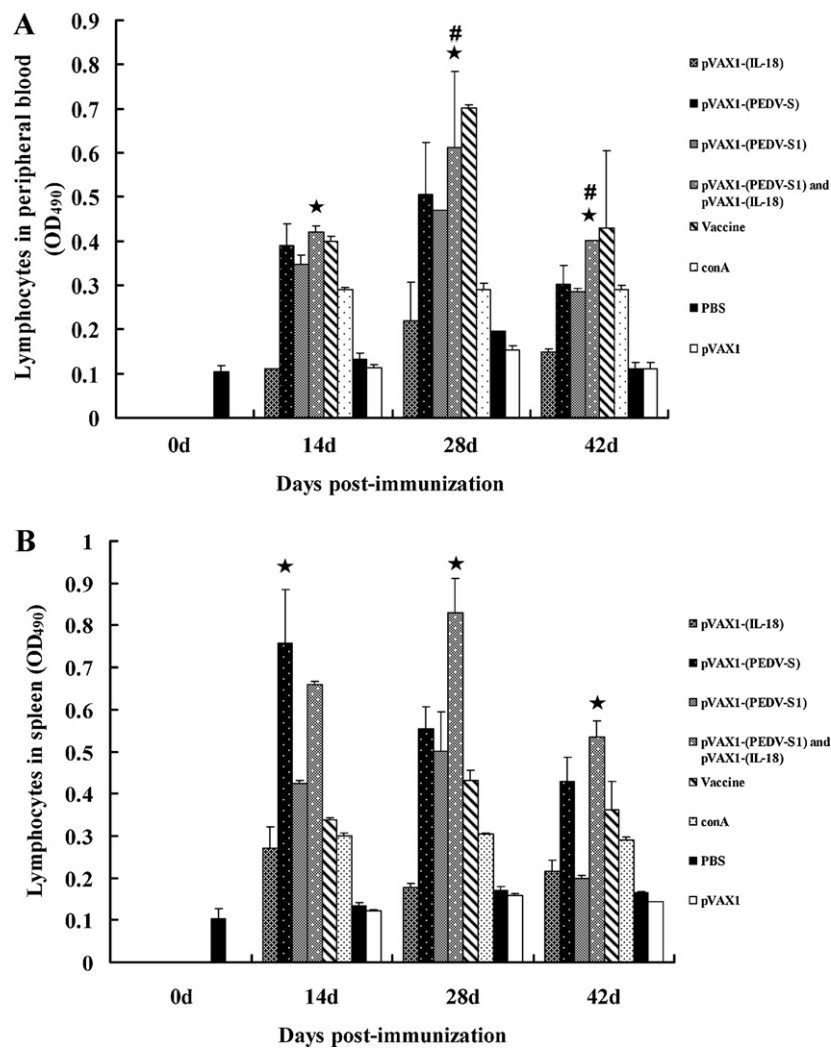 A
Lymphocytes in peripheral blood
(OD490)
0.9
0.8
0.7
0.6
0.5
0.4
0.3
0.2
0.1
0
#
★
★
#
★
0d
14d
28d
42d
Days post-immunization
pVAX1-(IL-18)
pVAX1-(PEDV-S)
pVAX1-(PEDV-S1)
pVAX1-(PEDV-S1) and
pVAX1-(IL-18)
Vaccine
conA
PBS
pVAX1
B
Lymphocytes in spleen (OD490)
1
0.9
0.8
0.7
0.6
0.5
0.4
0.3
0.2
0.1
0
★
★
★
0d
14d
28d
42d
Days post-immunization
pVAX1-(IL-18)
pVAX1-(PEDV-S)
pVAX1-(PEDV-S1)
pVAX1-(PEDV-S1) and
pVAX1-(IL-18)
Vaccine
conA
PBS
pVAX1